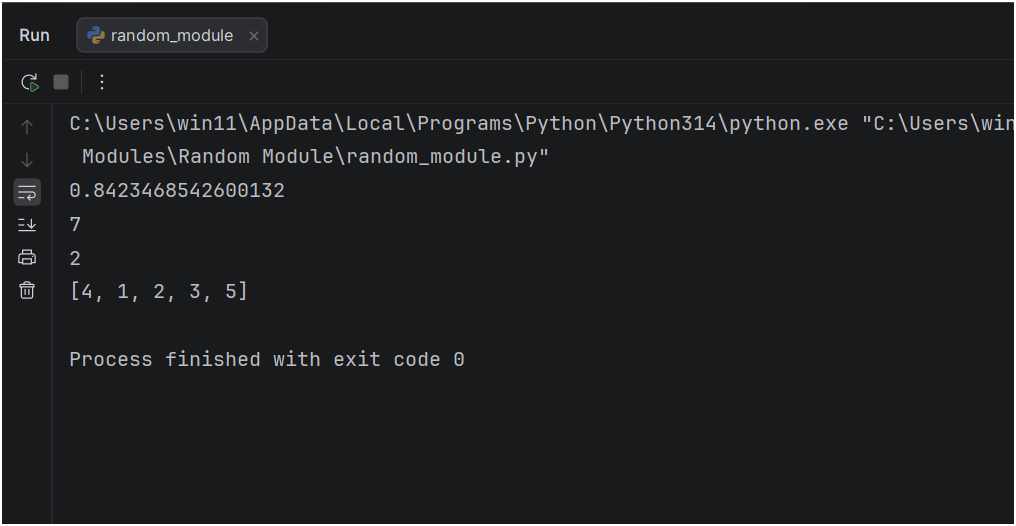 Run random_module
C:\Users\win11\AppData\Local\Programs\Python\Python314\python.exe "C:\Users\win
Modules\Random Module\random_module.py"
0.8423468542600132
7
2
[4, 1, 2, 3, 5]
Process finished with exit code 0